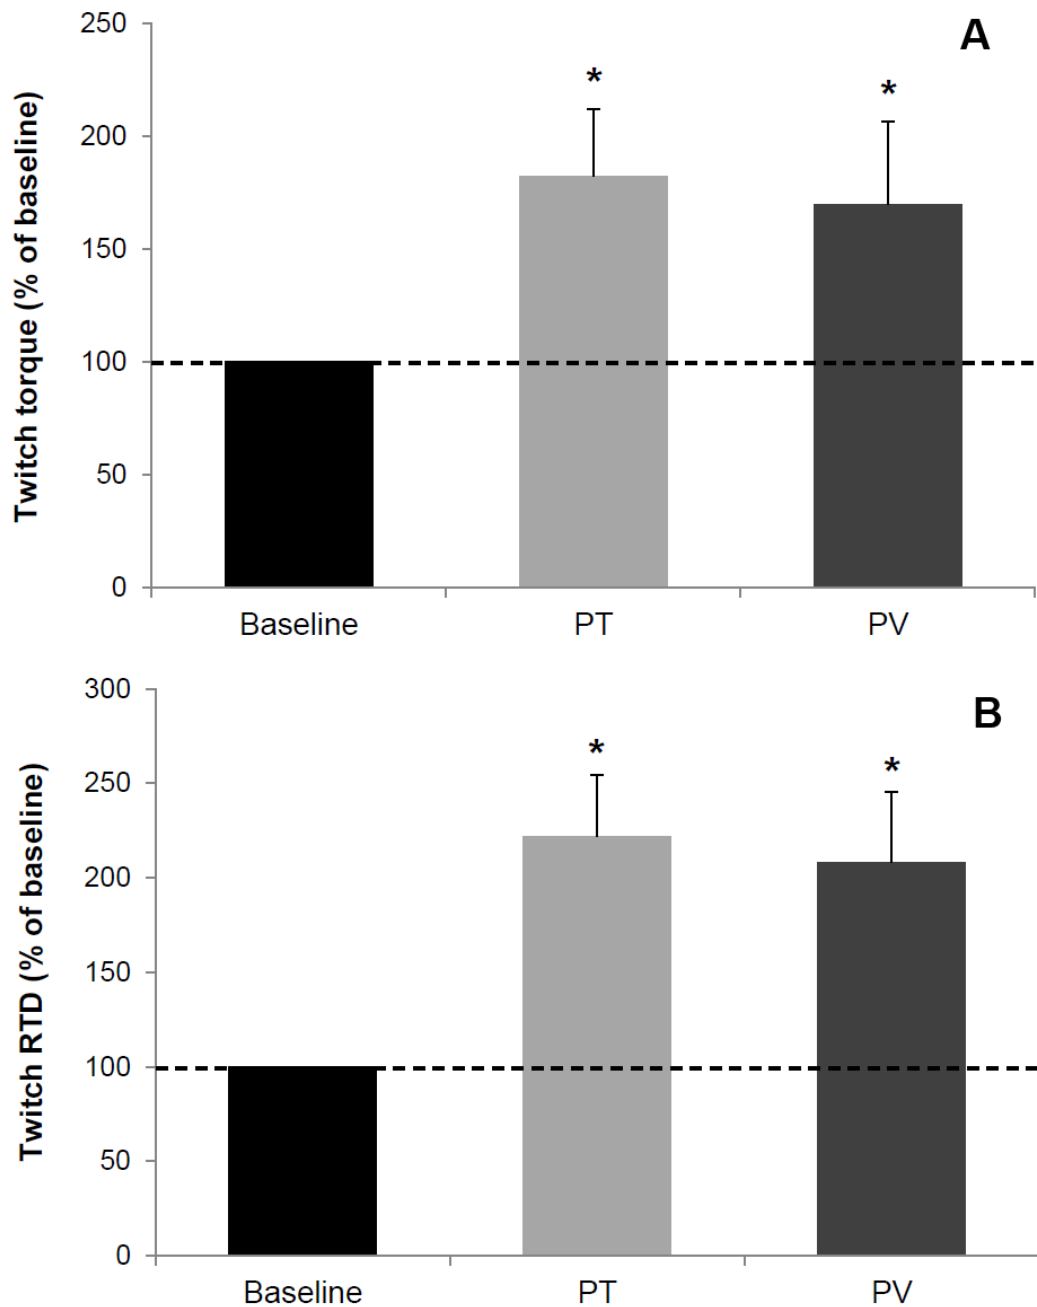 A
Twitch torque (% of baseline)
250
200
150
100
50
0
*
*
Baseline PT PV
B
Twitch RTD (% of baseline)
300
250
200
150
100
50
0
*
*
Baseline PT PV